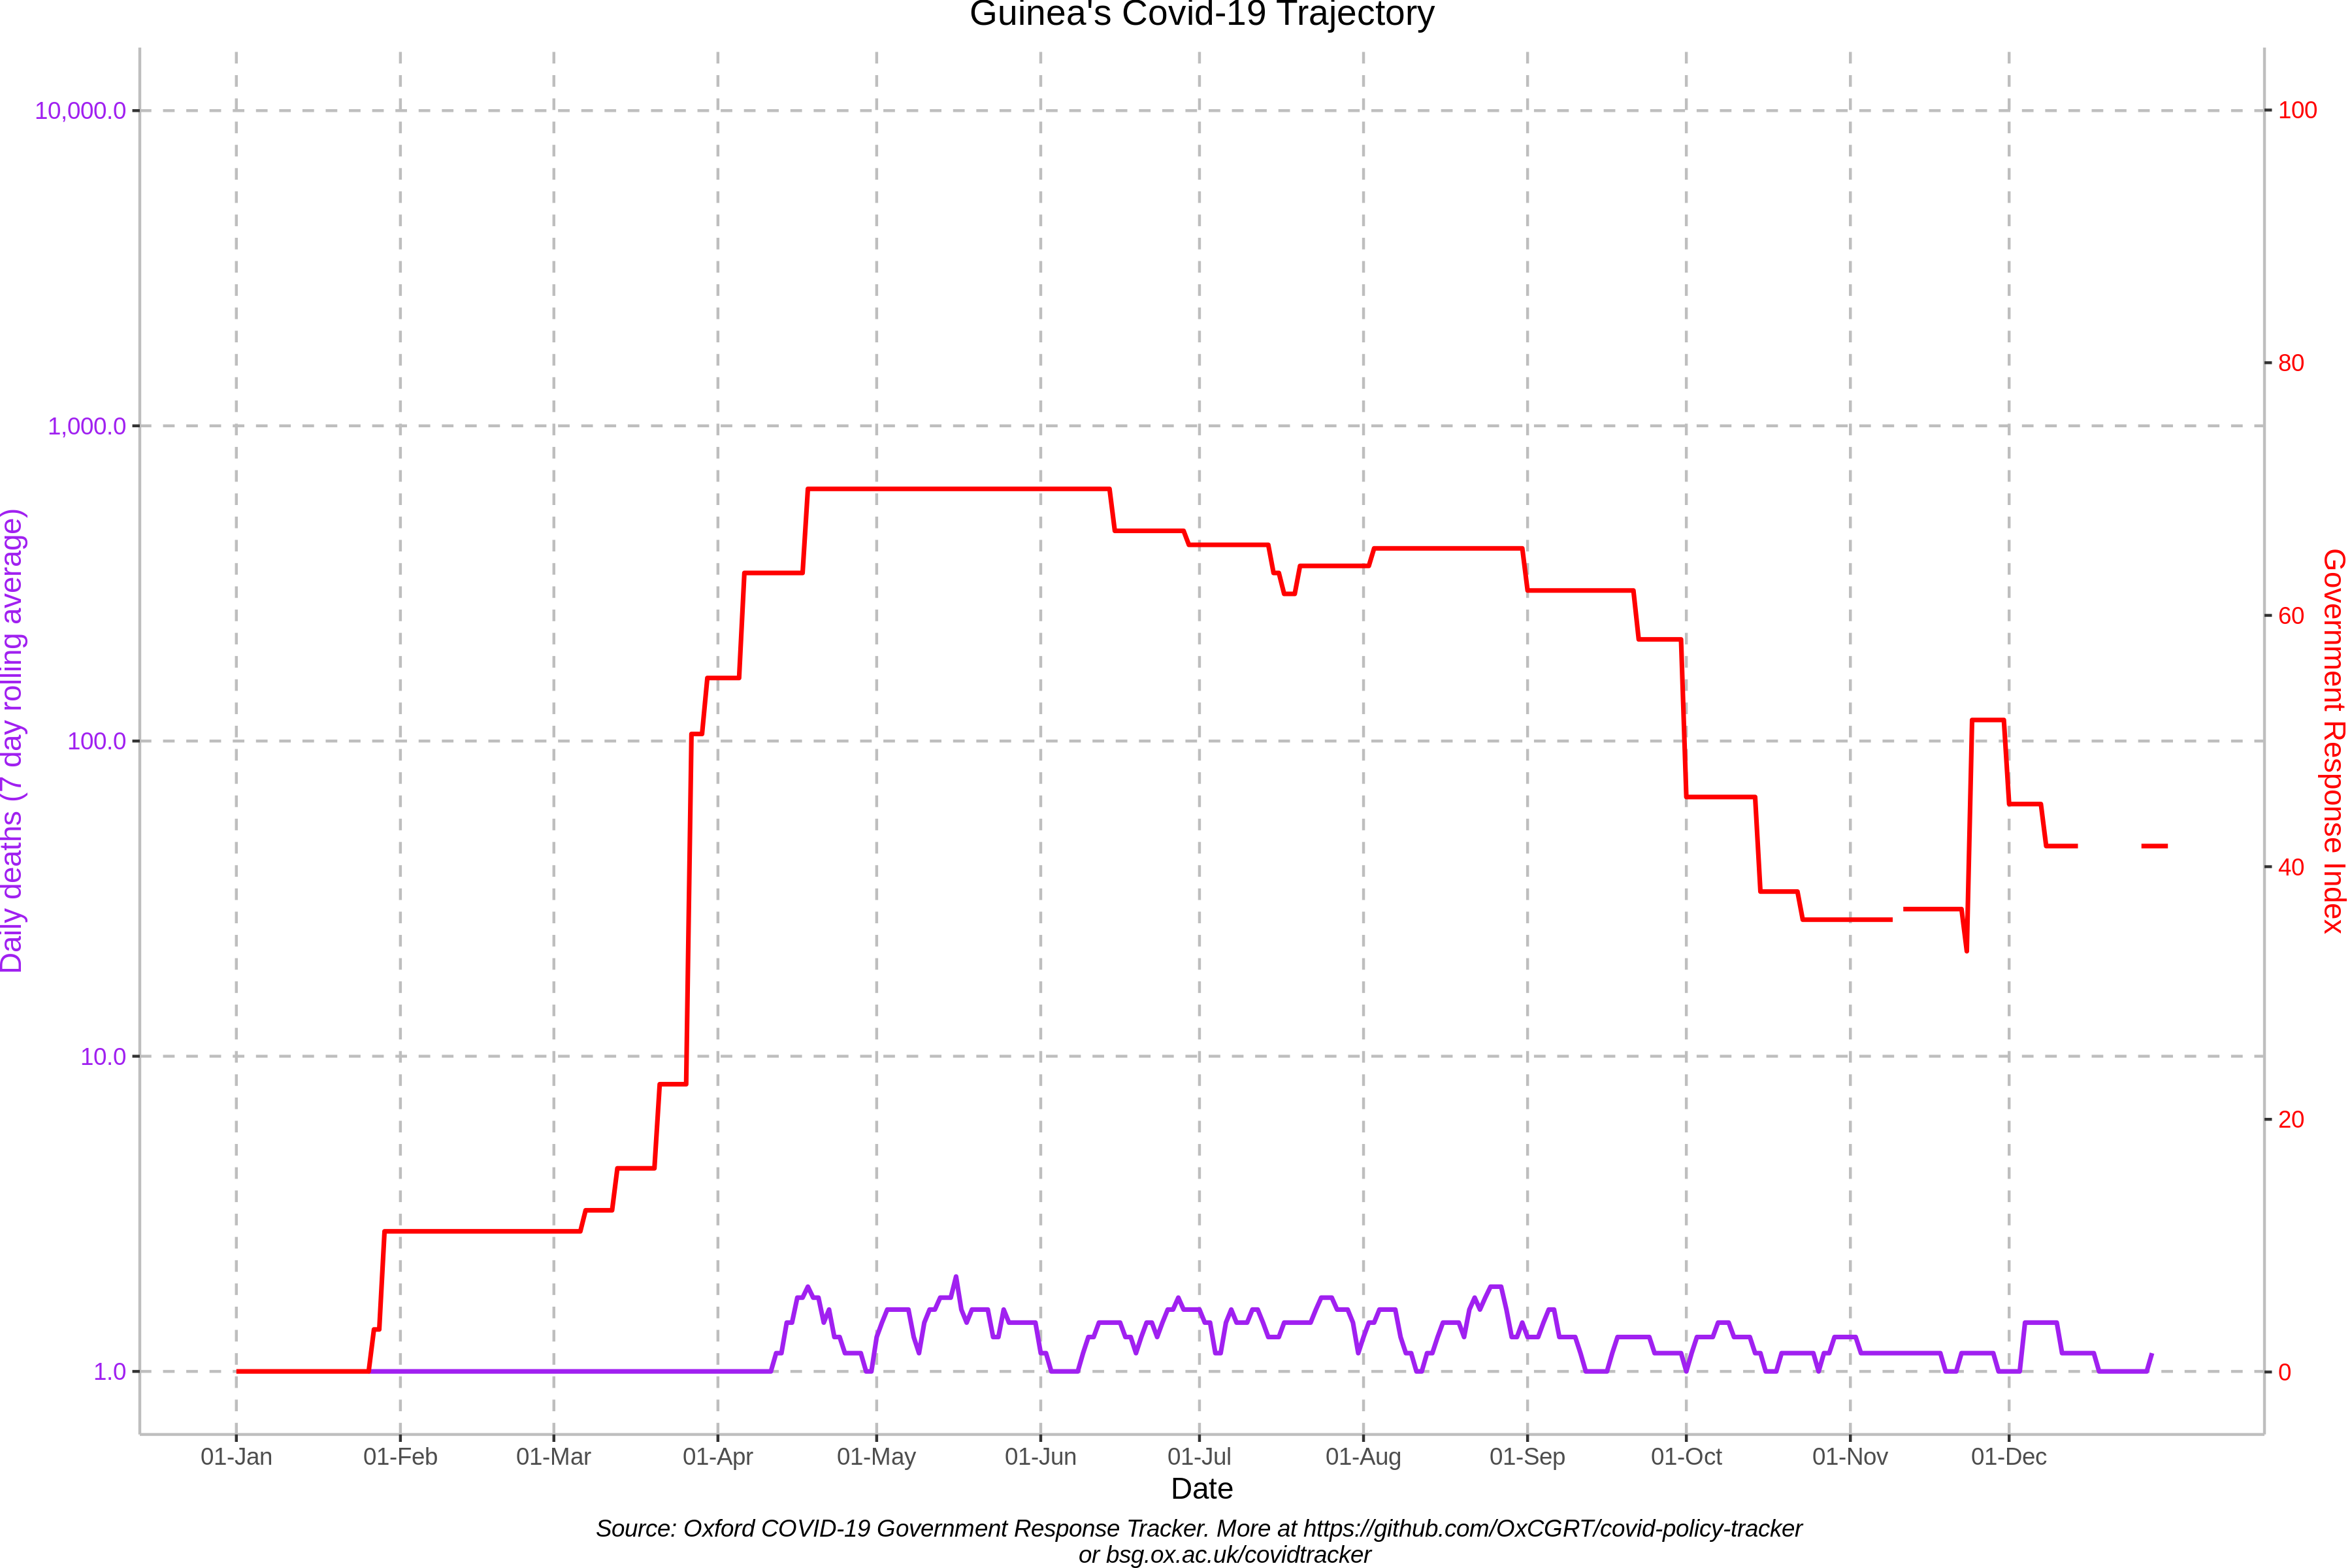 Guinea's Covid-19 Trajectory
10,000.0
1,000.0
100.0
10.0
1.0
Daily deaths (7 day rolling average)
100
80
60
40
20
0
Government Response Index
01-Jan
01-Feb
01-Mar
01-Apr
01-May
01-Jun
01-Jul
01-Aug
01-Sep
01-Oct
01-Nov
01-Dec
Date
Source: Oxford COVID-19 Government Response Tracker. More at https://github.com/OxCGRT/covid-policy-tracker
or bsg.ox.ac.uk/covidtracker